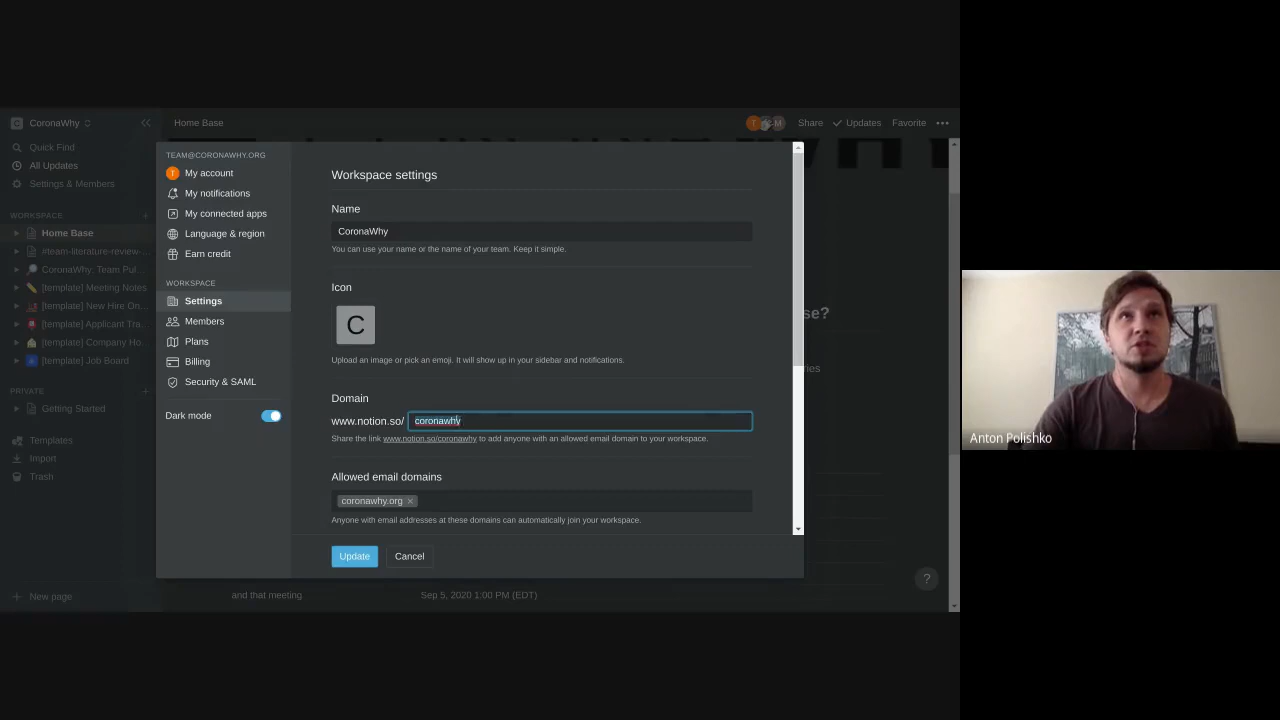 CoronaWhy
Home Base
Share
Updates
Favorite
Quick Find
All Updates
Settings & Members
WORKSPACE
Home Base
#team-literature-review-...
CoronaWhy: Team Pul...
[template] Meeting Notes
[template] New Hire On...
[template] Applicant Tra...
[template] Company Ho...
[template] Job Board
PRIVATE
Getting Started
Templates
Import
Trash
New page
TEAM@CORONAWHY.ORG
T My account
My notifications
My connected apps
Language & region
Earn credit
WORKSPACE
Settings
Members
Plans
Billing
Security & SAML
Dark mode
Workspace settings
Name
CoronaWhy
You can use your name or the name of your team. Keep it simple.
Icon
C
Upload an image or pick an emoji. It will show up in your sidebar and notifications.
Domain
www.notion.so/ coronawhy
Share the link www.notion.so/coronawhy to add anyone with an allowed email domain to your workspace.
Allowed email domains
coronawhy.org ×
Anyone with email addresses at these domains can automatically join your workspace.
Update
Cancel
se?
ries
?
and that meeting
Sep 5, 2020 1:00 PM (EDT)
Anton Polishko